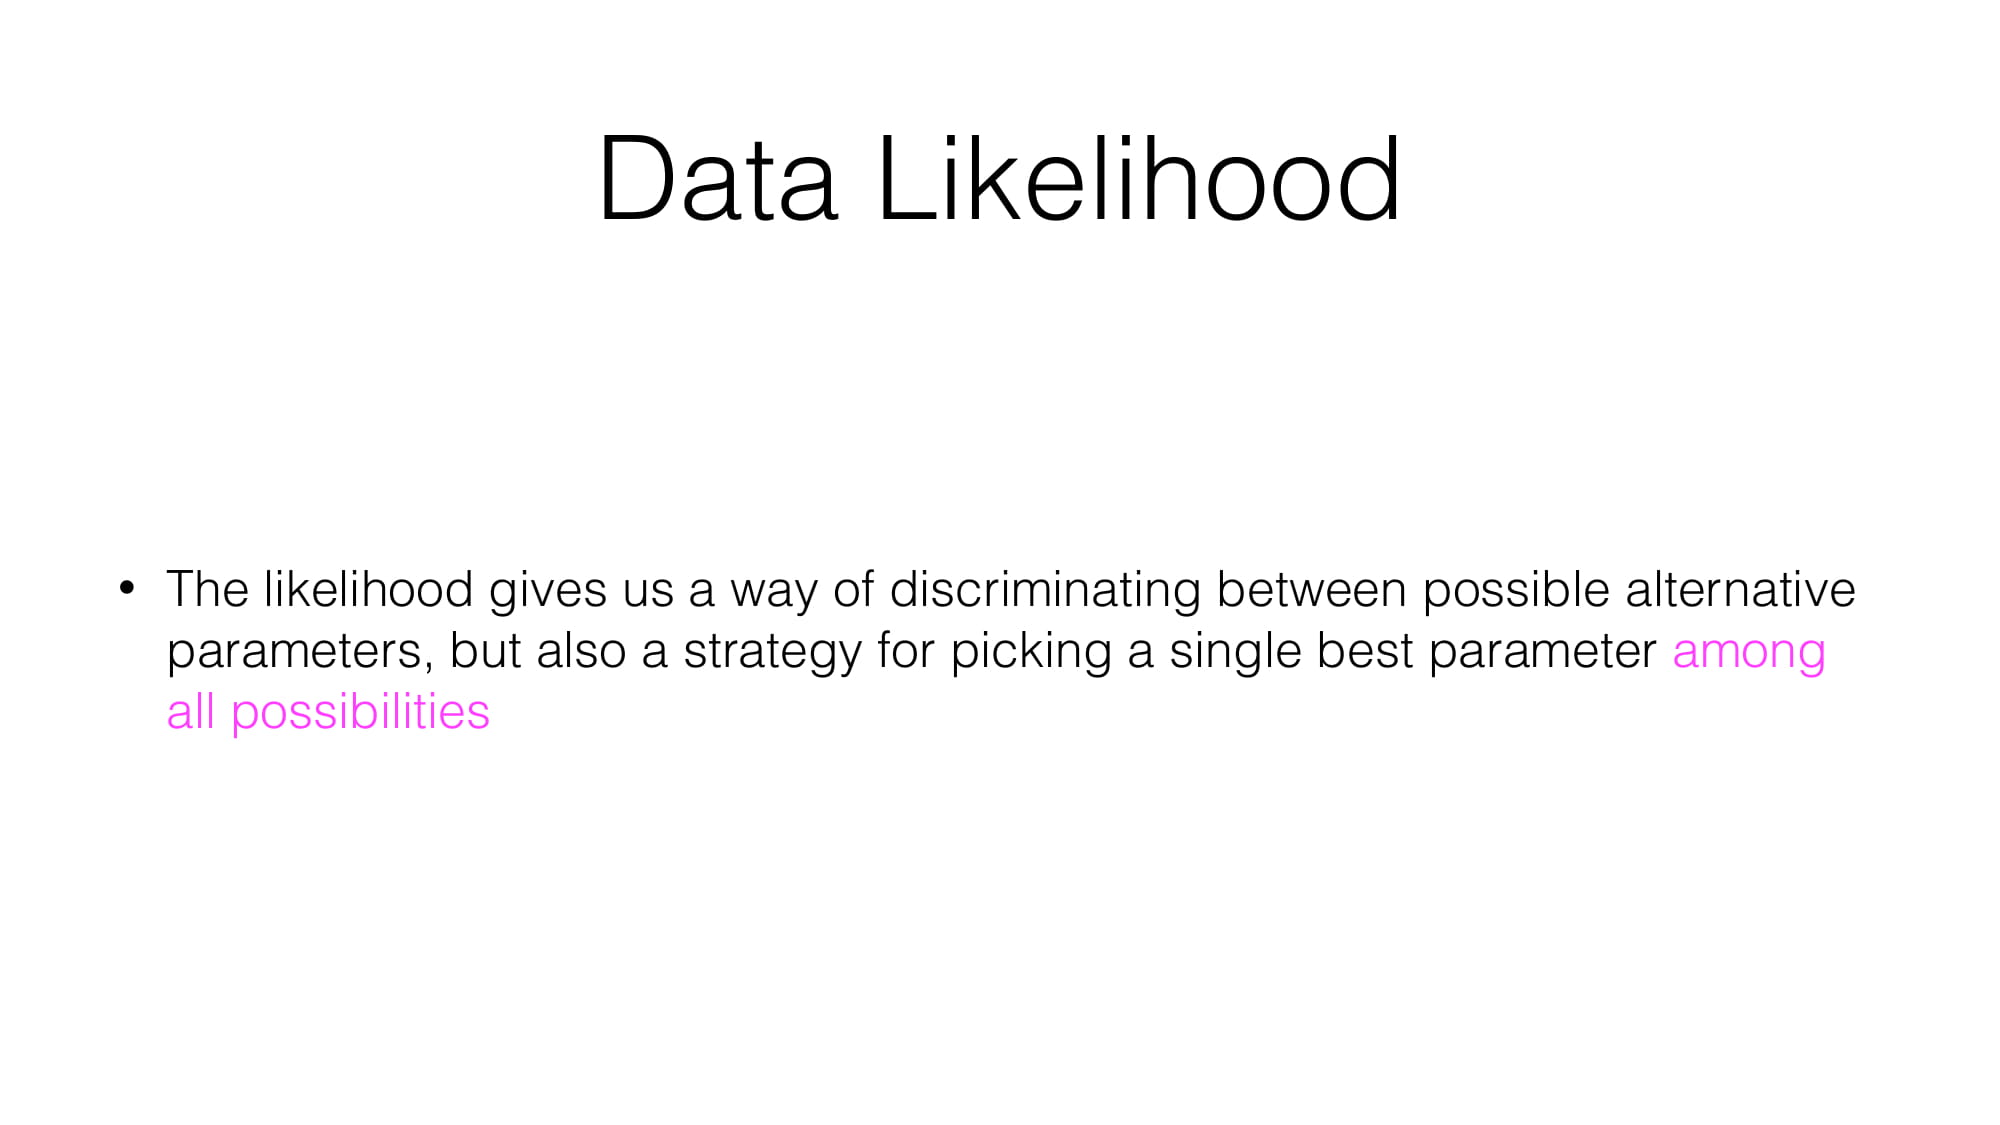 Data Likelihood
• The likelihood gives us a way of discriminating between possible alternative
parameters, but also a strategy for picking a single best parameter among
all possibilities